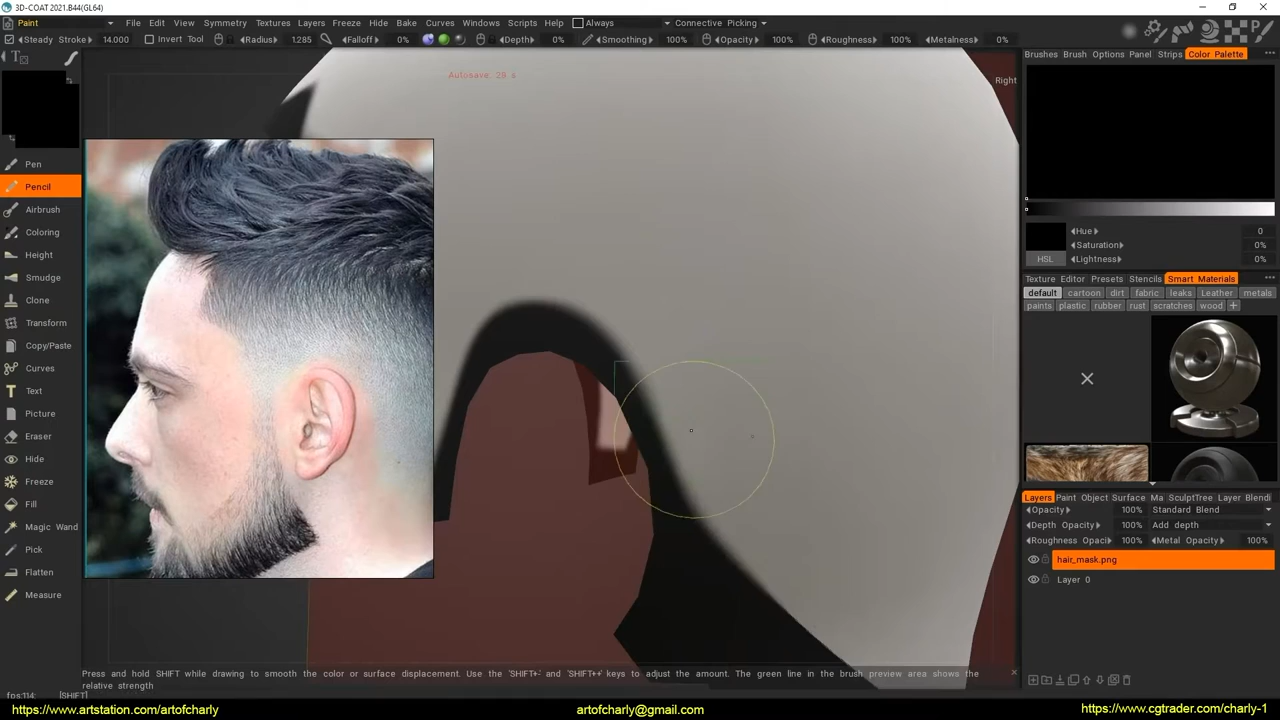 3D-COAT 2021.B44(GL64)
Paint File Edit View Symmetry Textures Layers Freeze Hide Bake Curves Windows Scripts Info Always Connective Picking
Steady Stroke 14.000 Invert Tool Radius 1.285 Falloff 0% Depth 0% Smoothing 100% Opacity 100% Roughness 100% Metalness 0%
Autosave: 28 s
Right
Brushes Brush Options Panel Strips Color Palette
Pen
Pencil
Airbrush
Coloring
Height
Smudge
Clone
Transform
Copy/Paste
Curves
Text
Picture
Eraser
Hide
Freeze
Fill
Magic Wand
Pick
Flatten
Measure
Hue 0
Saturation 0%
HSL Lightness 0%
Texture Editor Presets Stencils Smart Materials
default cartoon dirt fabric leaks Leather metals
paints plastic rubber rust scratches wood +
Layers Paint Object Surface Ma SculptTree Layer Blendi
Opacity 100% Standard Blend
Depth Opacity 100% Add depth
Roughness Opaci 100% Metal Opacity 100%
hair_mask.png
Layer 0
Press and hold SHIFT while drawing to smooth the color or surface displacement. Use the 'SHIFT+-' and 'SHIFT++' keys to adjust the amount. The green line in the brush preview area shows the
relative strength
fps:114; [SHIFT]
https://www.artstation.com/artofcharly artofcharly@gmail.com https://www.cgtrader.com/charly-1